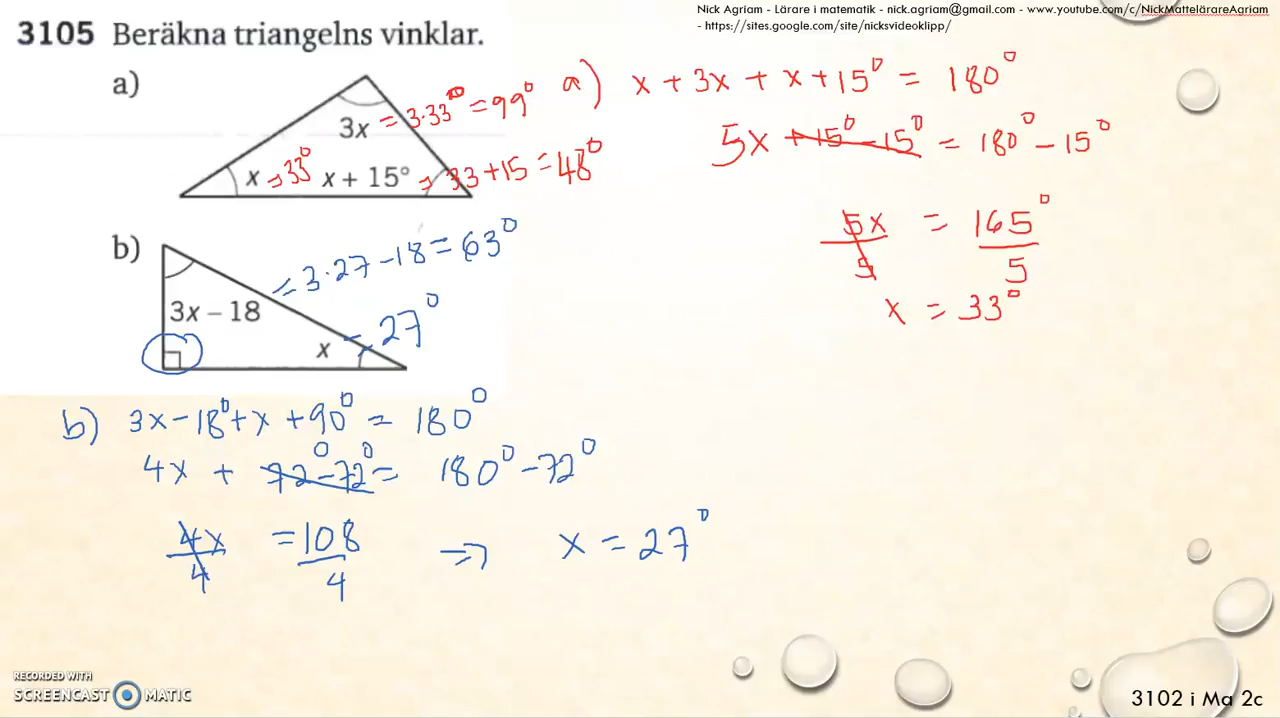 Nick Agriam - Lärare i matematik - nick.agriam@gmail.com - www.youtube.com/c/NickMattelärareAgriam
- https://sites.google.com/site/nicksvideoklipp/
3105 Beräkna triangelns vinklar.
a)
3x = 3·33° = 99°
x = 33°
x + 15° = 33+15 = 48°
a) x + 3x + x + 15° = 180°
5x + 15° - 15° = 180° - 15°
5x/5 = 165°/5
x = 33°
b)
3x – 18 = 3·27 - 18 = 63°
x = 27°
b) 3x - 18° + x + 90° = 180°
4x + 72° - 72° = 180° - 72°
4x/4 = 108/4 ⇒ x = 27°
RECORDED WITH
SCREENCAST MATIC
3102 i Ma 2c